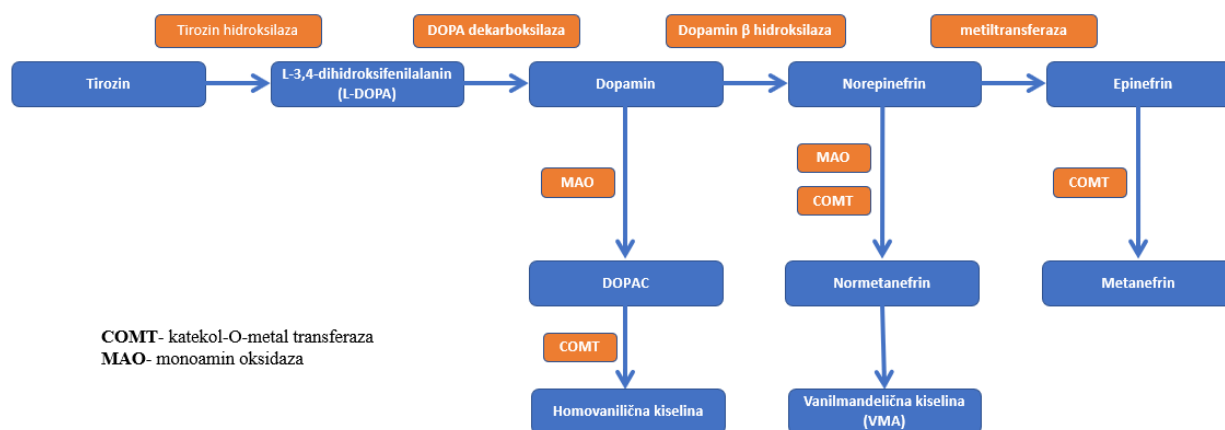 Tirozin hidroksilaza
DOPA dekarboksilaza
Dopamin β hidroksilaza
metiltransferaza
Tirozin
L-3,4-dihidroksifenilalanin
(L-DOPA)
Dopamin
Norepinefrin
Epinefrin
MAO
MAO
COMT
COMT
DOPAC
Normetanefrin
Metanefrin
COMT- katekol-O-metal transferaza
MAO- monoamin oksidaza
COMT
Homovanilična kiselina
Vanilmandelična kiselina
(VMA)